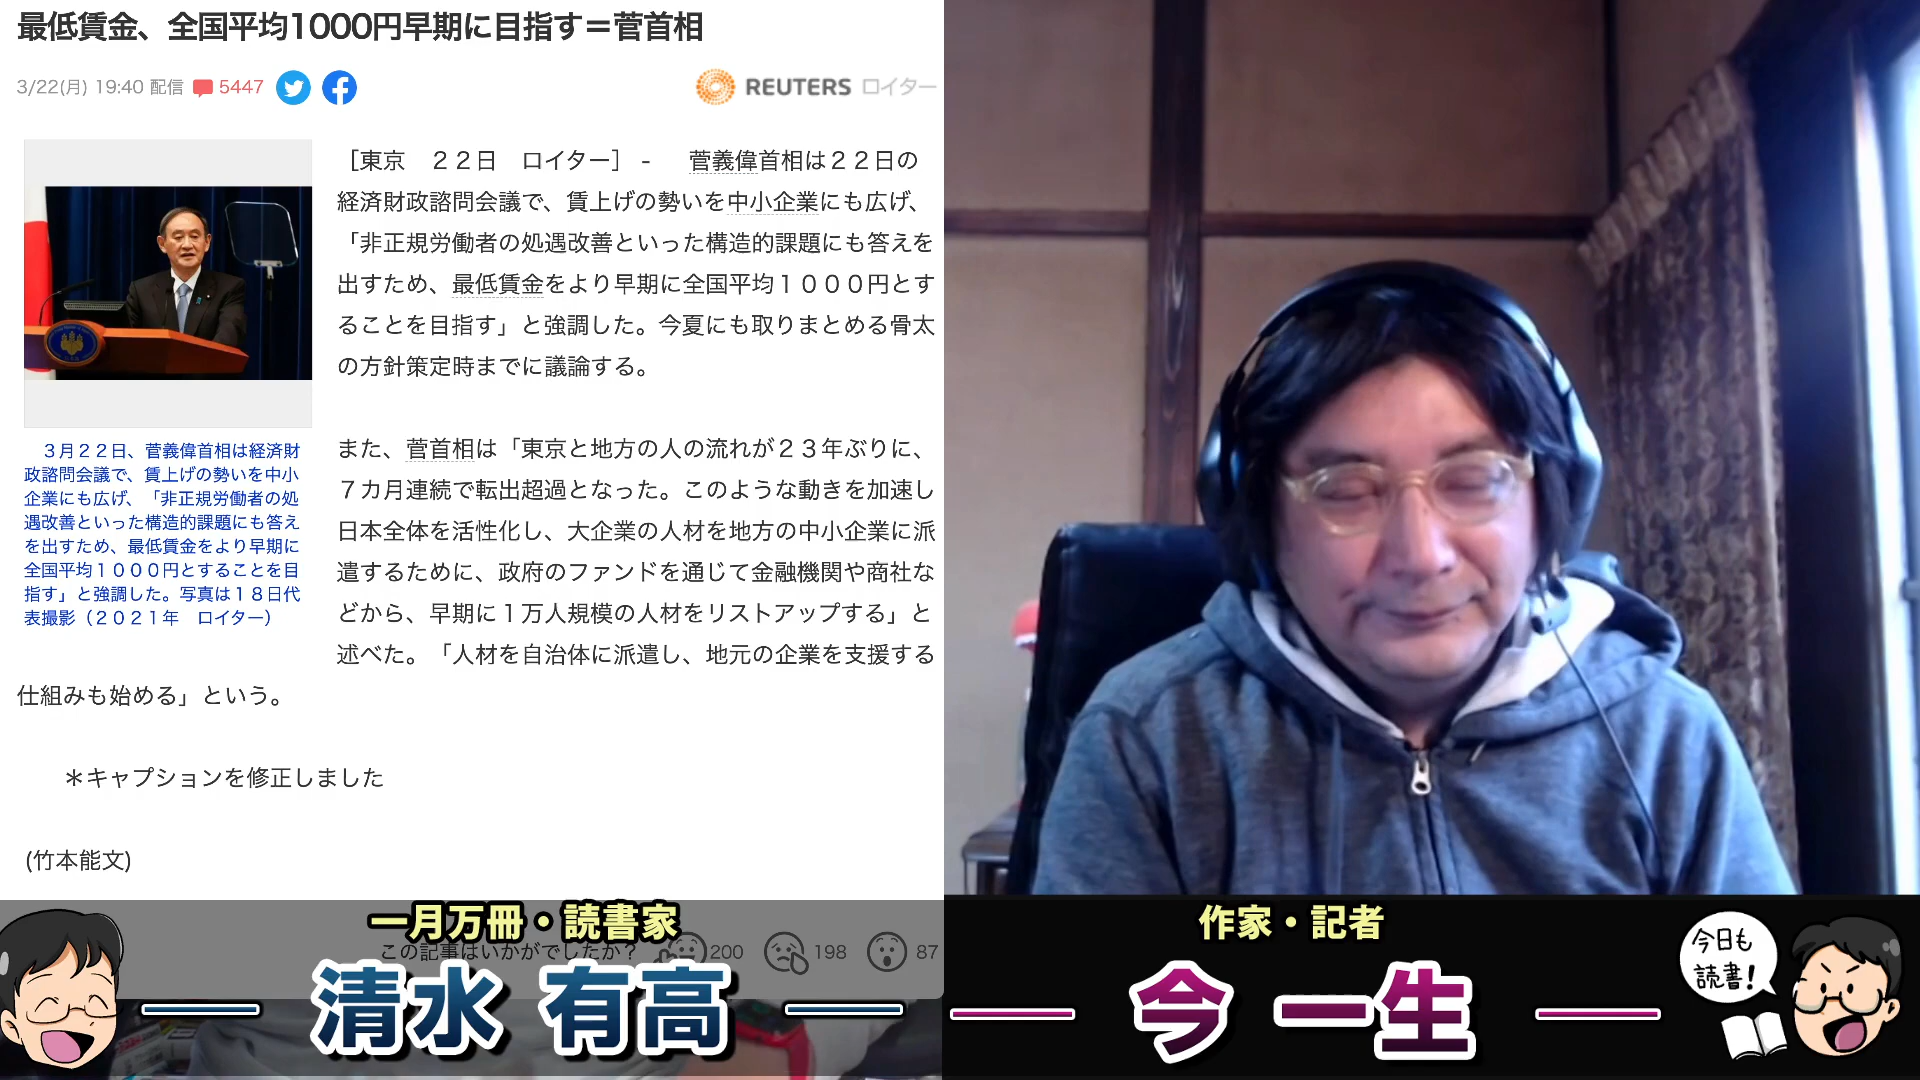 最低賃金、全国平均1000円早期に目指す＝菅首相
3/22(月) 19:40 配信 5447
REUTERS ロイター
［東京　２２日　ロイター］ -　菅義偉首相は２２日の
経済財政諮問会議で、賃上げの勢いを中小企業にも広げ、
「非正規労働者の処遇改善といった構造的課題にも答えを
出すため、最低賃金をより早期に全国平均１０００円とす
ることを目指す」と強調した。今夏にも取りまとめる骨太
の方針策定時までに議論する。
３月２２日、菅義偉首相は経済財
政諮問会議で、賃上げの勢いを中小
企業にも広げ、「非正規労働者の処
遇改善といった構造的課題にも答え
を出すため、最低賃金をより早期に
全国平均１０００円とすることを目
指す」と強調した。写真は１８日代
表撮影（２０２１年　ロイター）
また、菅首相は「東京と地方の人の流れが２３年ぶりに、
７カ月連続で転出超過となった。このような動きを加速し
日本全体を活性化し、大企業の人材を地方の中小企業に派
遣するために、政府のファンドを通じて金融機関や商社な
どから、早期に１万人規模の人材をリストアップする」と
述べた。「人材を自治体に派遣し、地元の企業を支援する
仕組みも始める」という。
＊キャプションを修正しました
(竹本能文)
この記事はいかがでしたか？ 200 198 87
一月万冊・読書家
清水 有高
作家・記者
今 一生
今日も
読書!